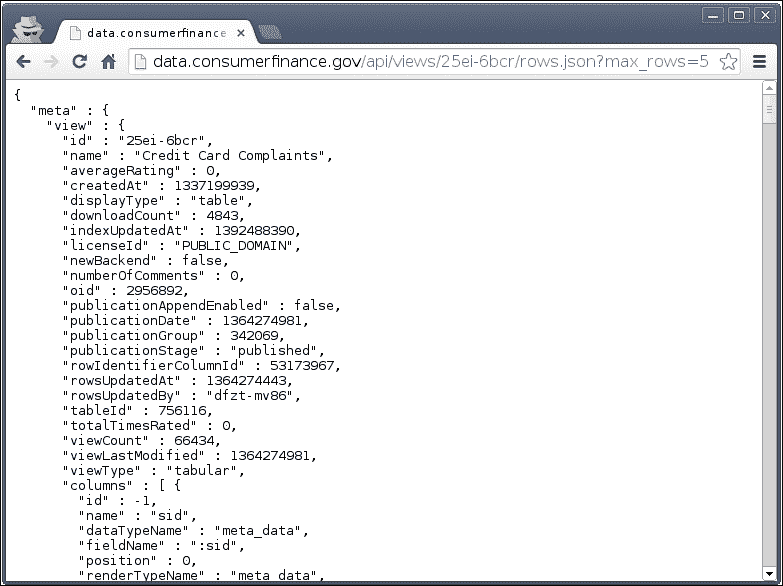 data.consumerfinance
data.consumerfinance.gov/api/views/25ei-6bcr/rows.json?max_rows=5
{
  "meta" : {
    "view" : {
      "id" : "25ei-6bcr",
      "name" : "Credit Card Complaints",
      "averageRating" : 0,
      "createdAt" : 1337199939,
      "displayType" : "table",
      "downloadCount" : 4843,
      "indexUpdatedAt" : 1392488390,
      "licenseId" : "PUBLIC_DOMAIN",
      "newBackend" : false,
      "numberOfComments" : 0,
      "oid" : 2956892,
      "publicationAppendEnabled" : false,
      "publicationDate" : 1364274981,
      "publicationGroup" : 342069,
      "publicationStage" : "published",
      "rowIdentifierColumnId" : 53173967,
      "rowsUpdatedAt" : 1364274443,
      "rowsUpdatedBy" : "dfzt-mv86",
      "tableId" : 756116,
      "totalTimesRated" : 0,
      "viewCount" : 66434,
      "viewLastModified" : 1364274981,
      "viewType" : "tabular",
      "columns" : [ {
        "id" : -1,
        "name" : "sid",
        "dataTypeName" : "meta_data",
        "fieldName" : ":sid",
        "position" : 0,
        "renderTypeName" : "meta_data",